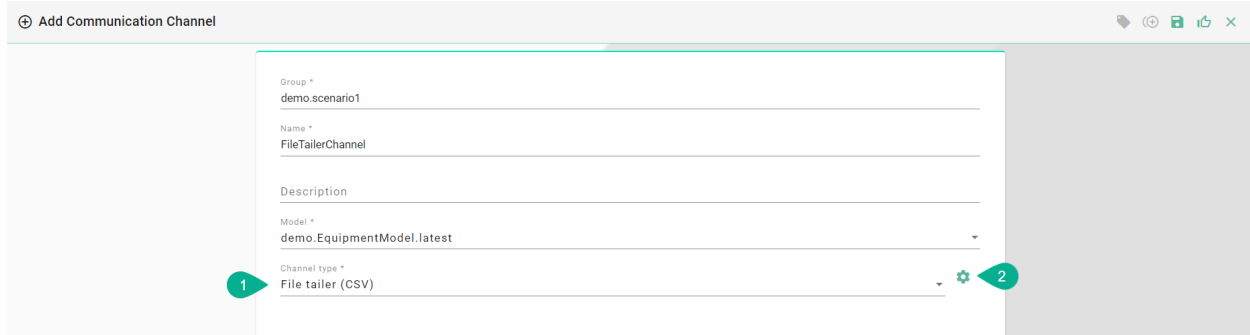 Add Communication Channel
Group *
demo.scenario1
Name *
FileTailerChannel
Description
Model *
demo.EquipmentModel.latest
Channel type *
1
File tailer (CSV)
2